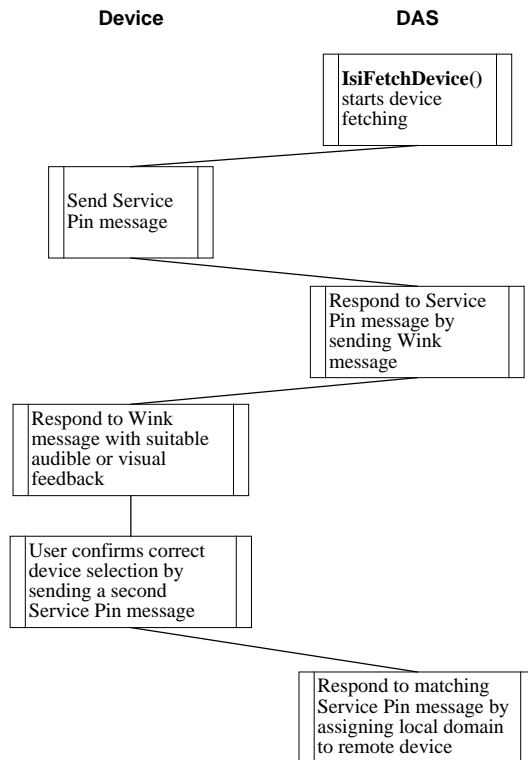 Device
DAS
IsiFetchDevice()
starts device
fetching
Send Service
Pin message
Respond to Service
Pin message by
sending Wink
message
Respond to Wink
message with suitable
audible or visual
feedback
User confirms correct
device selection by
sending a second
Service Pin message
Respond to matching
Service Pin message by
assigning local domain
to remote device